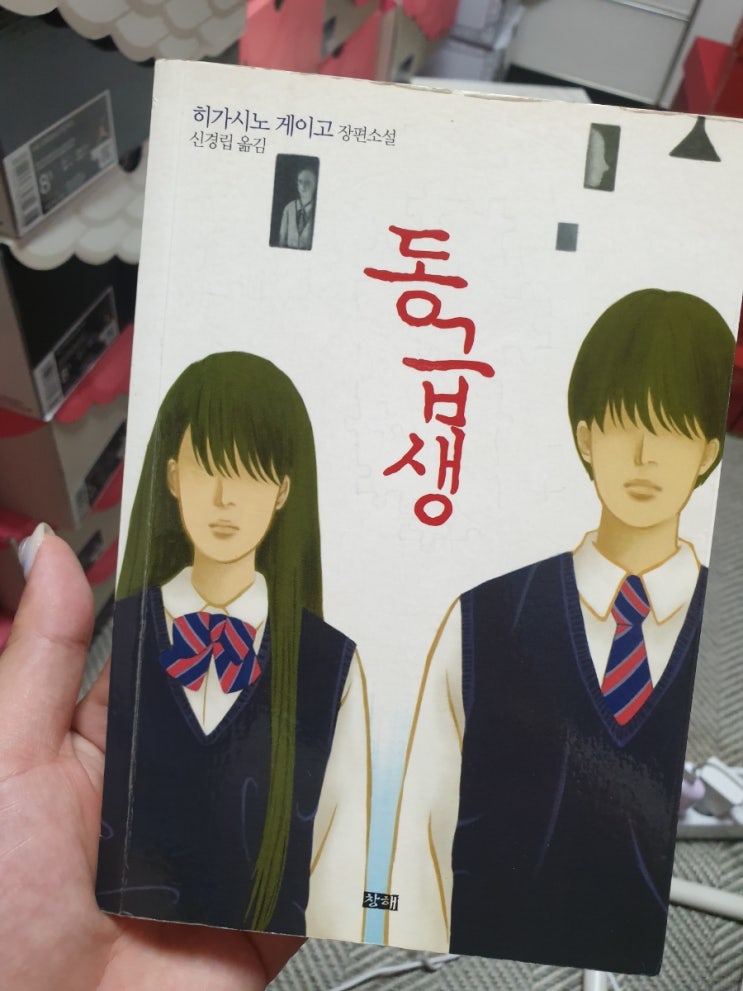 히가시노 게이고 장편소설
신경립 옮김
동급생
창해